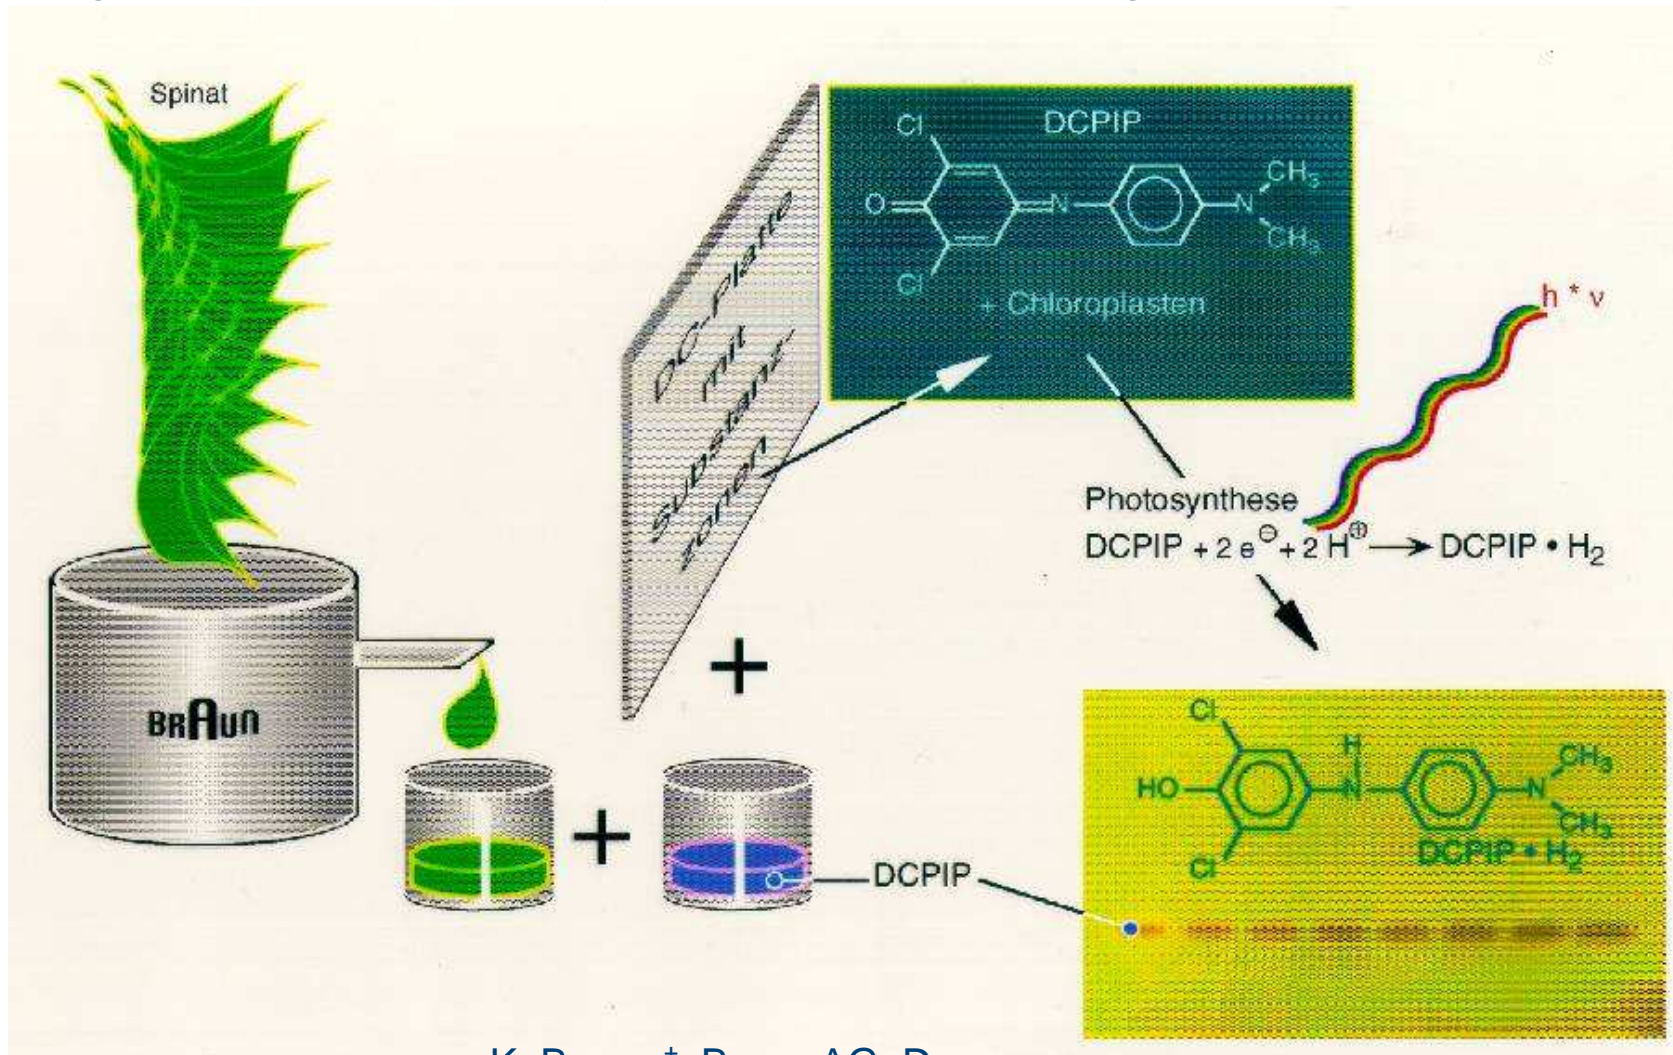 Spinat
BRAUN
DC-Platte
mit
Substanz-
zonen
Cl
DCPIP
O
N
N
CH3
CH3
Cl
+ Chloroplasten
h * ν
Photosynthese
DCPIP + 2 e⊖ + 2 H⊕ → DCPIP • H2
+
+
DCPIP
Cl
H
HO
N
N
CH3
CH3
Cl
DCPIP • H2